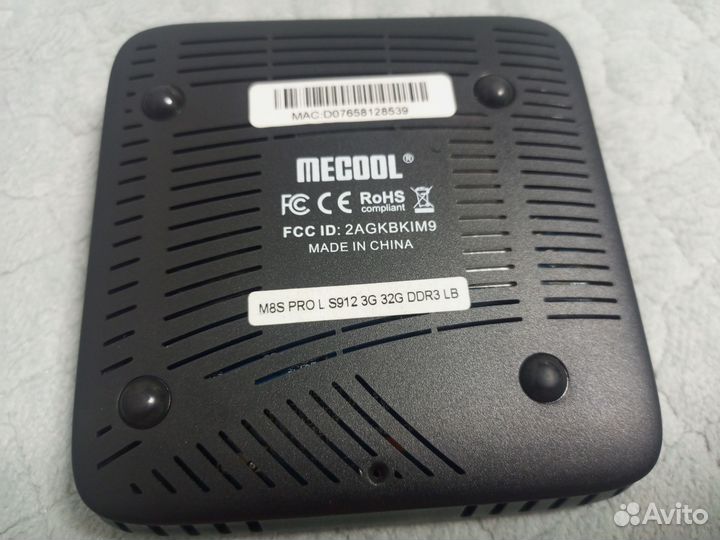 MAC:D07658128539
MECOOL®
FC CE RoHS
compliant
FCC ID: 2AGKBKIM9
MADE IN CHINA
M8S PRO L S912 3G 32G DDR3 LB
Avito